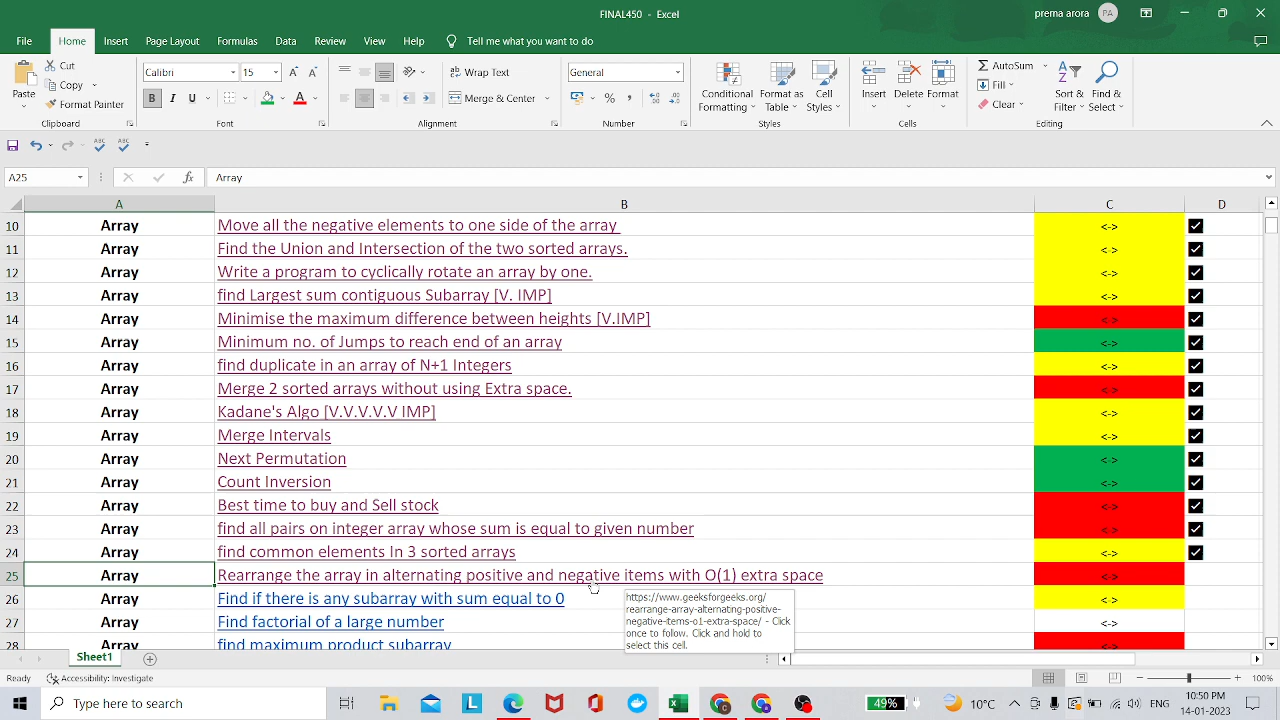 FINAL450 - Excel
prema arora PA
File Home Insert Page Layout Formulas Data Review View Help Tell me what you want to do
Paste
Cut
Copy
Format Painter
Clipboard
Calibri 15
B I U
Font
Wrap Text
Merge & Center
Alignment
General
% ,
Number
Conditional Formatting
Format as Table
Cell Styles
Styles
Insert Delete Format
Cells
AutoSum
Fill
Clear
Sort & Filter
Find & Select
Editing
A25 fx Array
A B C D
10 Array Move all the negative elements to one side of the array <->
11 Array Find the Union and Intersection of the two sorted arrays. <->
12 Array Write a program to cyclically rotate an array by one. <->
13 Array find Largest sum contiguous Subarray [V. IMP] <->
14 Array Minimise the maximum difference between heights [V.IMP] <->
15 Array Minimum no. of Jumps to reach end of an array <->
16 Array find duplicate in an array of N+1 Integers <->
17 Array Merge 2 sorted arrays without using Extra space. <->
18 Array Kadane's Algo [V.V.V.V.V IMP] <->
19 Array Merge Intervals <->
20 Array Next Permutation <->
21 Array Count Inversion <->
22 Array Best time to buy and Sell stock <->
23 Array find all pairs on integer array whose sum is equal to given number <->
24 Array find common elements In 3 sorted arrays <->
25 Array Rearrange the array in alternating positive and negative items with O(1) extra space <->
26 Array Find if there is any subarray with sum equal to 0 <->
27 Array Find factorial of a large number <->
28 Array find maximum product subarray <->
https://www.geeksforgeeks.org/
rearrange-array-alternating-positive-
negative-items-o1-extra-space/ - Click
once to follow. Click and hold to
select this cell.
Sheet1
Ready Accessibility: Investigate 100%
Type here to search
49% 10°C
10:50 PM
14-01-2023